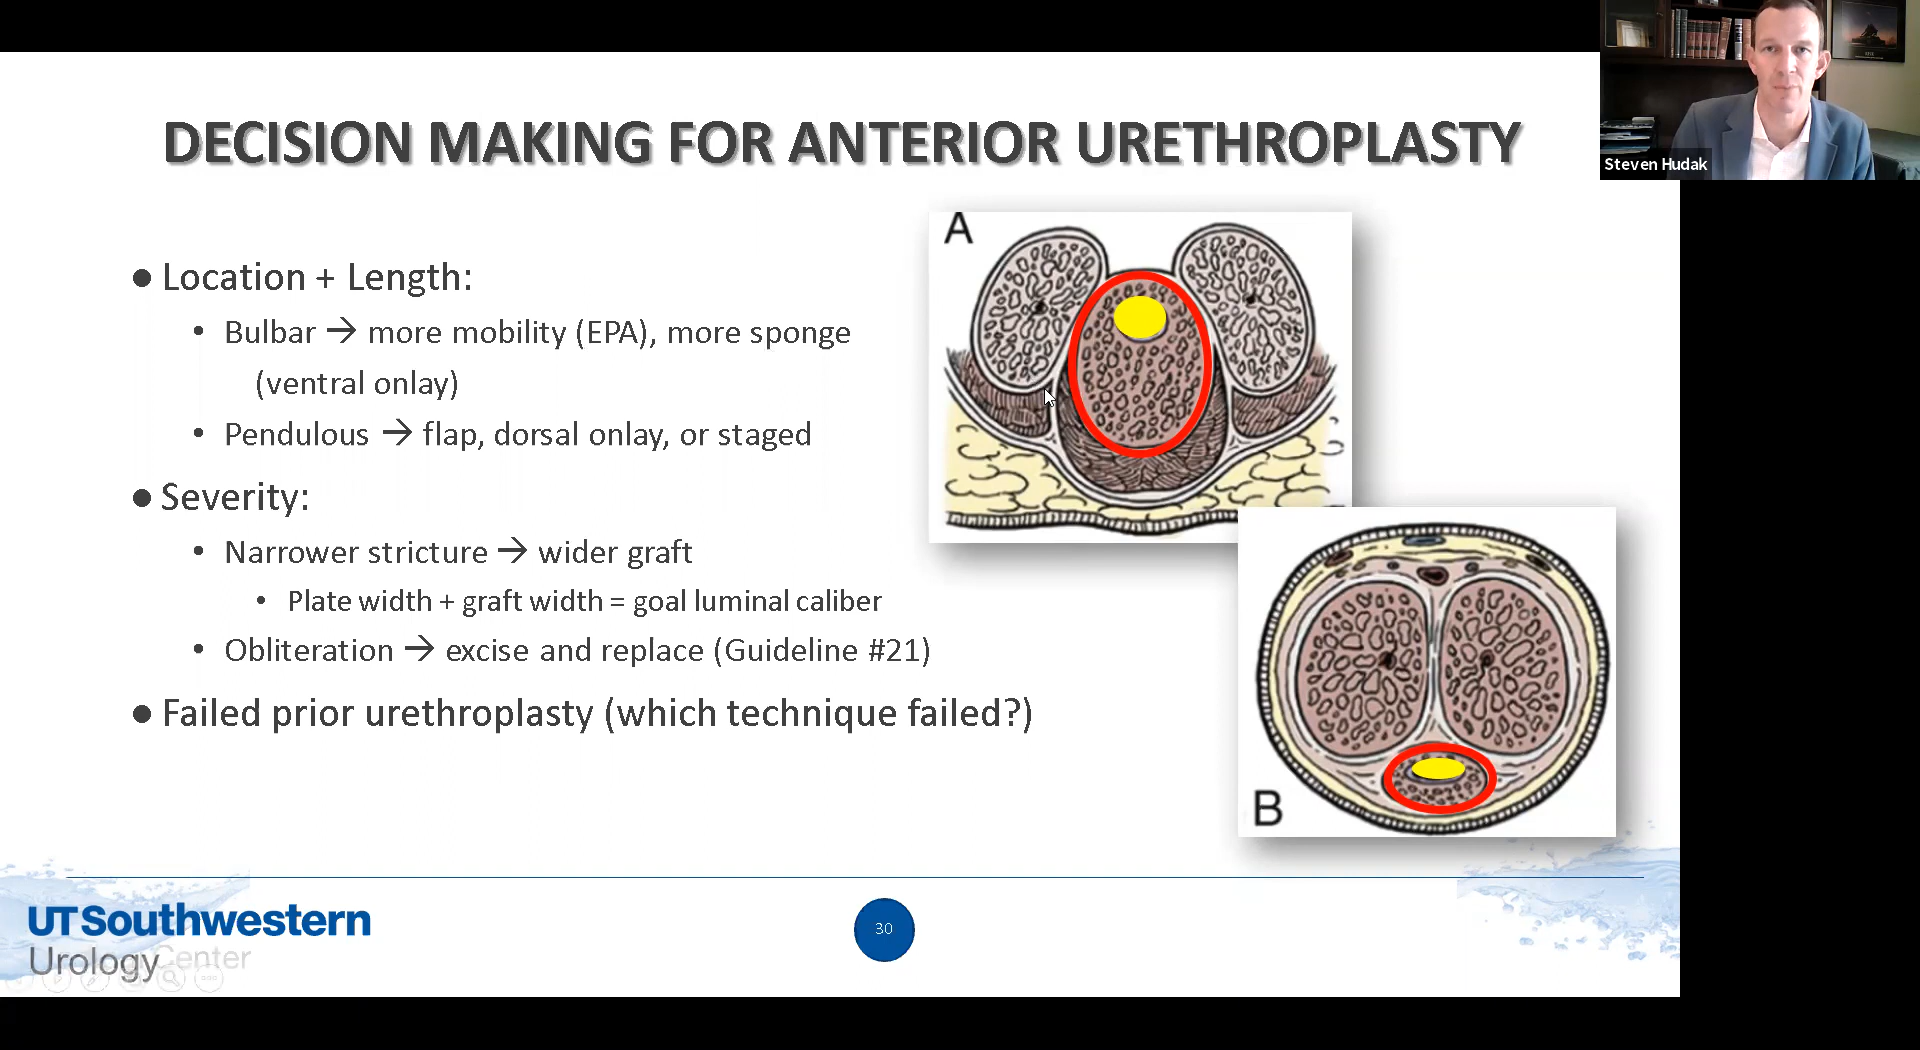 Steven Hudak
DECISION MAKING FOR ANTERIOR URETHROPLASTY
● Location + Length:
• Bulbar → more mobility (EPA), more sponge
(ventral onlay)
• Pendulous → flap, dorsal onlay, or staged
● Severity:
• Narrower stricture → wider graft
• Plate width + graft width = goal luminal caliber
• Obliteration → excise and replace (Guideline #21)
● Failed prior urethroplasty (which technique failed?)
A
B
UTSouthwestern
Urology Center
30